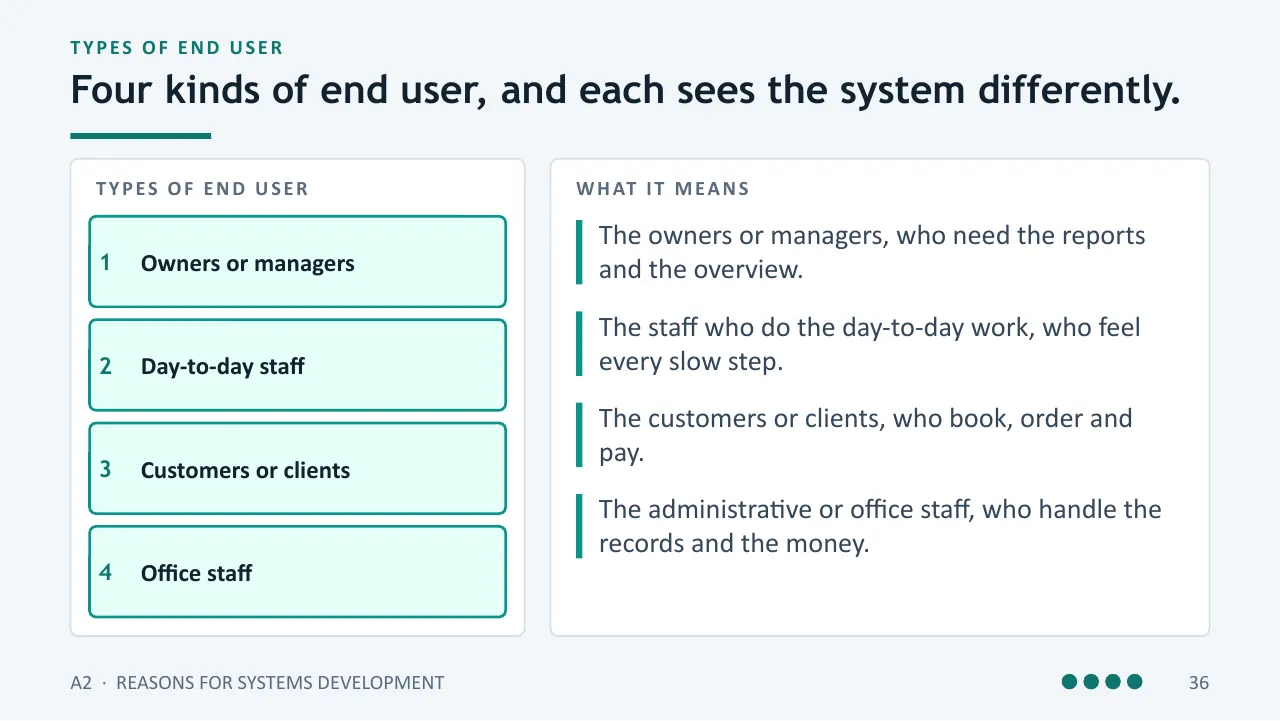 TYPES OF END USER
Four kinds of end user, and each sees the system differently.
TYPES OF END USER
1 Owners or managers
2 Day-to-day staff
3 Customers or clients
4 Office staff
WHAT IT MEANS
The owners or managers, who need the reports
and the overview.
The staff who do the day-to-day work, who feel
every slow step.
The customers or clients, who book, order and
pay.
The administrative or office staff, who handle the
records and the money.
A2 · REASONS FOR SYSTEMS DEVELOPMENT
36